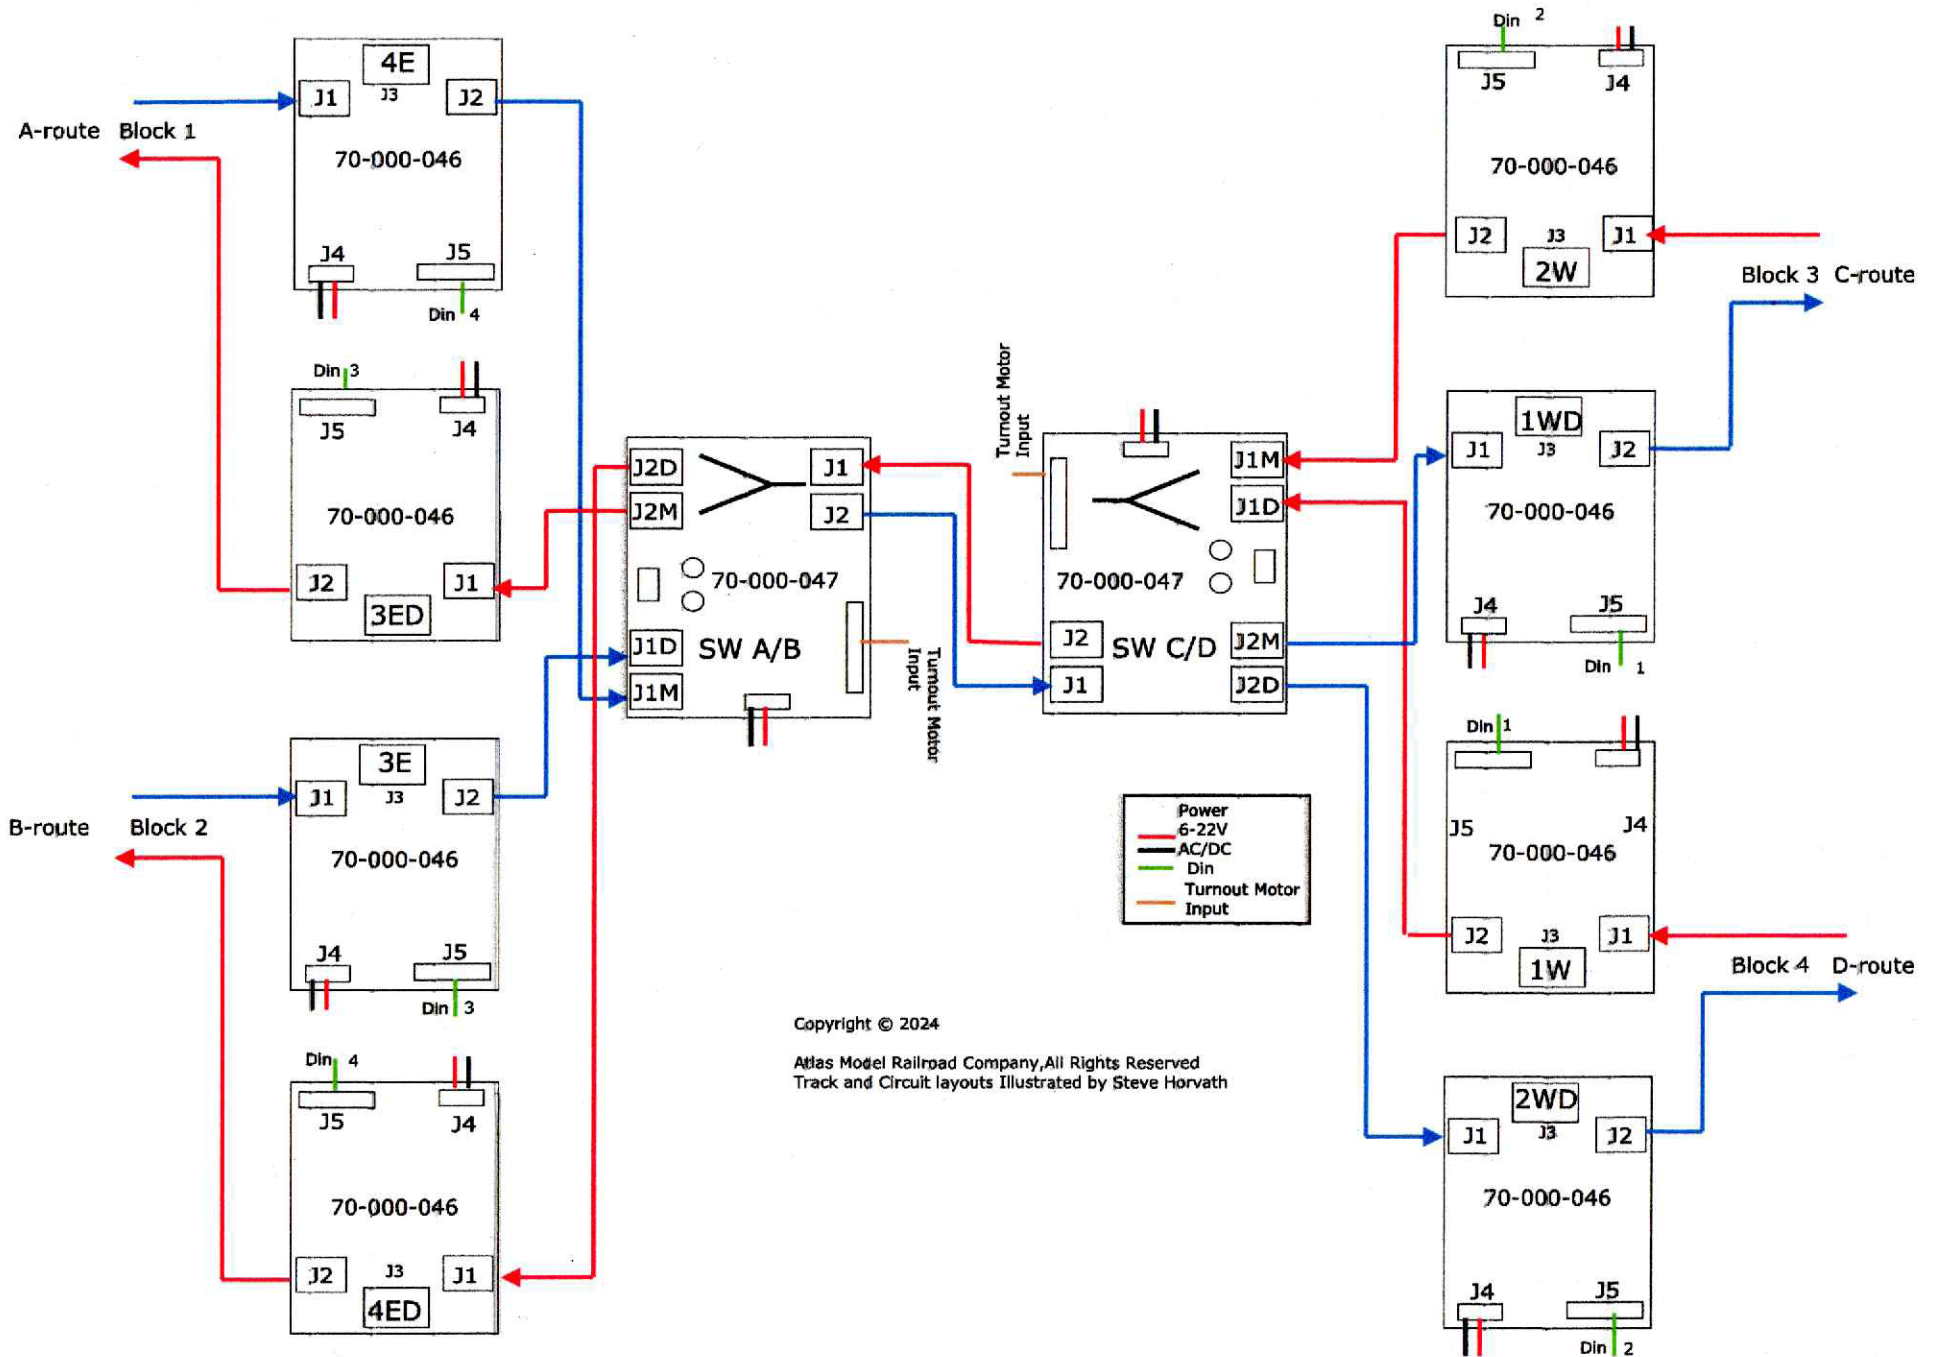 4E
J1
J3
J2
A-route Block 1
70-000-046
J4
J5
Din 4
Din 3
J5
J4
70-000-046
J2
J1
3ED
3E
J1
J3
J2
B-route Block 2
70-000-046
J4
J5
Din 3
Din 4
J5
J4
70-000-046
J2
J3
J1
4ED
J2D
J1
J2M
J2
70-000-047
J1D
SW A/B
J1M
Turnout Motor
Input
Turnout Motor
Input
J1M
J1D
70-000-047
J2
SW C/D
J2M
J1
J2D
Power
6-22V
AC/DC
Din
Turnout Motor
Input
Copyright © 2024
Atlas Model Railroad Company,All Rights Reserved
Track and Circuit layouts Illustrated by Steve Horvath
Din 2
J5
J4
70-000-046
J2
J3
J1
2W
Block 3 C-route
1WD
J1
J3
J2
70-000-046
J4
J5
Din 1
Din 1
J5
J4
70-000-046
J2
J3
J1
1W
Block 4 D-route
2WD
J1
J3
J2
70-000-046
J4
J5
Din 2